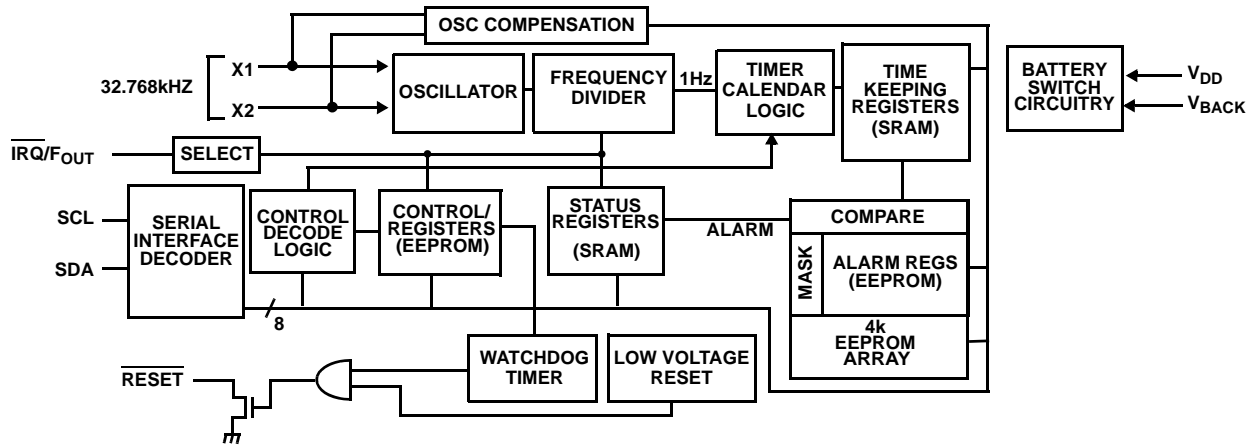 OSC COMPENSATION
32.768kHZ
X1
X2
OSCILLATOR
FREQUENCY
DIVIDER
1Hz
TIMER
CALENDAR
LOGIC
TIME
KEEPING
REGISTERS
(SRAM)
BATTERY
SWITCH
CIRCUITRY
VDD
VBACK
IRQ/FOUT
SELECT
SCL
SDA
SERIAL
INTERFACE
DECODER
CONTROL
DECODE
LOGIC
CONTROL/
REGISTERS
(EEPROM)
STATUS
REGISTERS
(SRAM)
ALARM
COMPARE
MASK
ALARM REGS
(EEPROM)
4k
EEPROM
ARRAY
8
WATCHDOG
TIMER
LOW VOLTAGE
RESET
RESET